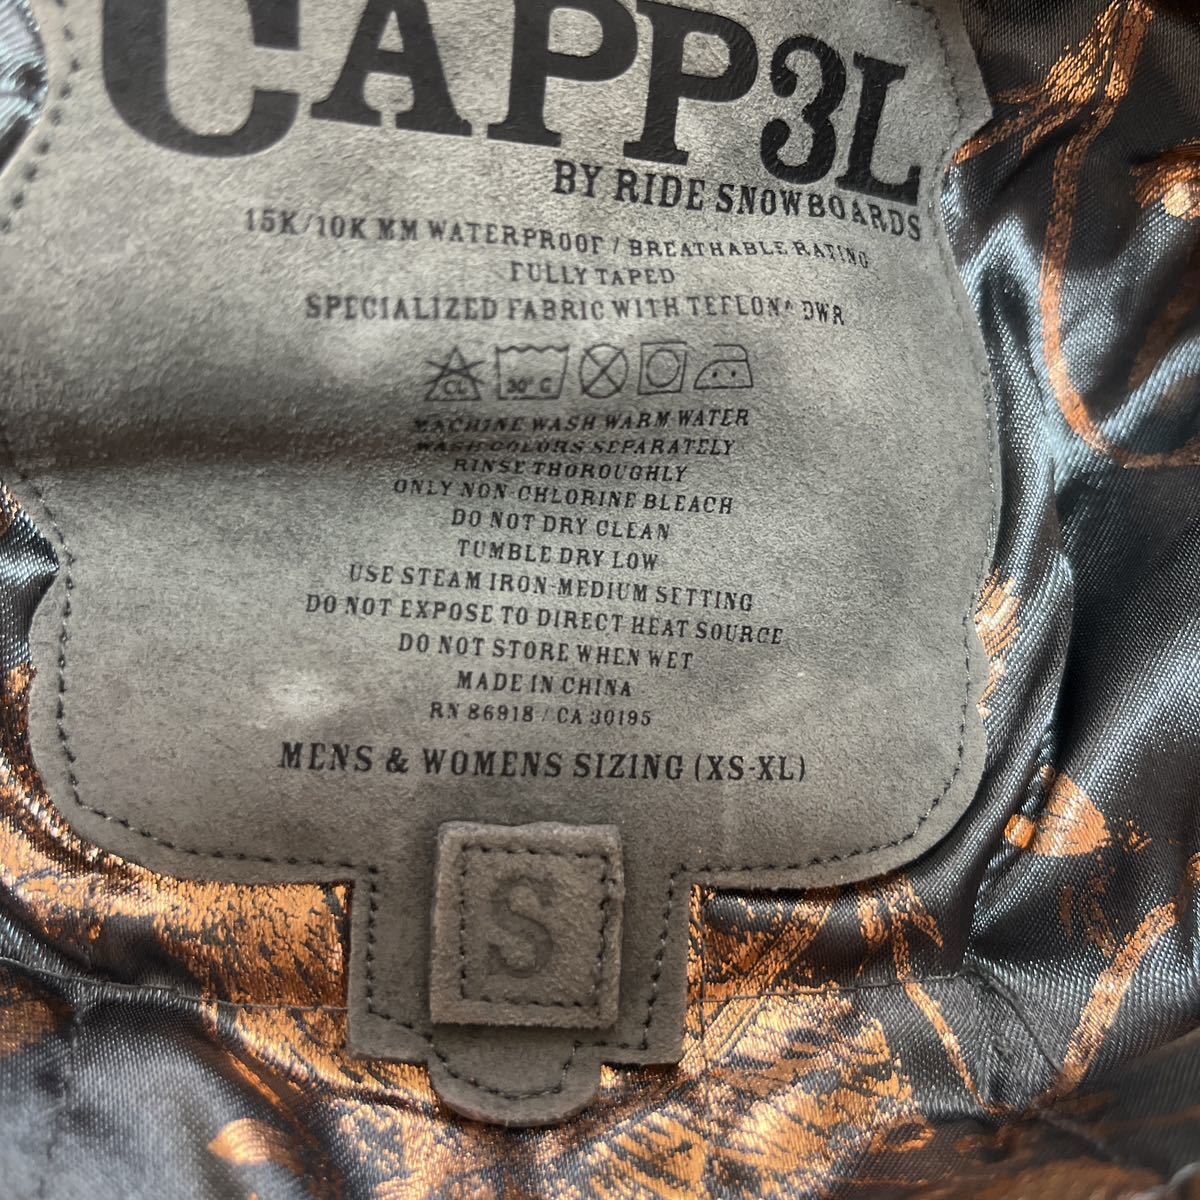 CAPP3L
BY RIDE SNOWBOARDS
15K/10K MM WATERPROOF / BREATHABLE RATING
FULLY TAPED
SPECIALIZED FABRIC WITH TEFLON® DWR
CL 30° C
MACHINE WASH WARM WATER
WASH COLORS SEPARATELY
RINSE THOROUGHLY
ONLY NON-CHLORINE BLEACH
DO NOT DRY CLEAN
TUMBLE DRY LOW
USE STEAM IRON-MEDIUM SETTING
DO NOT EXPOSE TO DIRECT HEAT SOURCE
DO NOT STORE WHEN WET
MADE IN CHINA
RN 86918 / CA 30195
MENS & WOMENS SIZING (XS-XL)
S